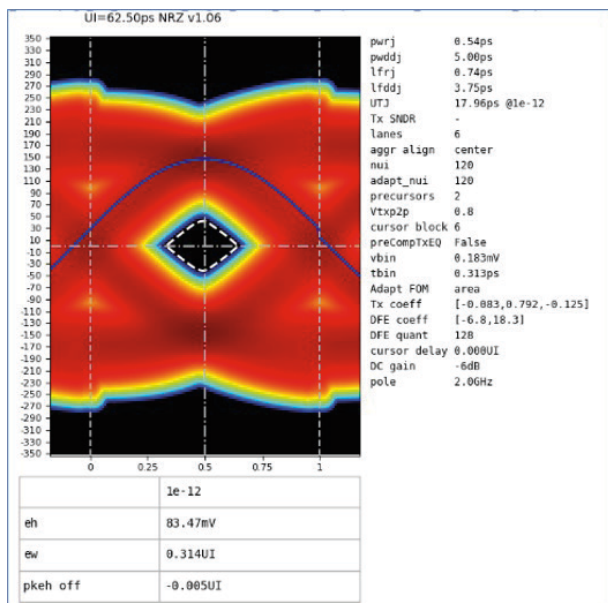 UI=62.50ps NRZ v1.06
350
330
310
290
270
250
230
210
190
170
150
130
110
90
70
50
30
10
-10
-30
-50
-70
-90
-110
-130
-150
-170
-190
-210
-230
-250
-270
-290
-310
-330
-350
0 0.25 0.5 0.75 1
pwrj 0.54ps
pwddj 5.00ps
lfrj 0.74ps
lfddj 3.75ps
UTJ 17.96ps @1e-12
Tx SNDR -
lanes 6
aggr align center
nui 120
adapt_nui 120
precursors 2
Vtxp2p 0.8
cursor block 6
preCompTxEQ False
vbin 0.183mV
tbin 0.313ps
Adapt FOM area
Tx coeff [-0.083,0.792,-0.125]
DFE coeff [-6.8,18.3]
DFE quant 128
cursor delay 0.000UI
DC gain -6dB
pole 2.0GHz
1e-12
eh 83.47mV
ew 0.314UI
pkeh off -0.005UI